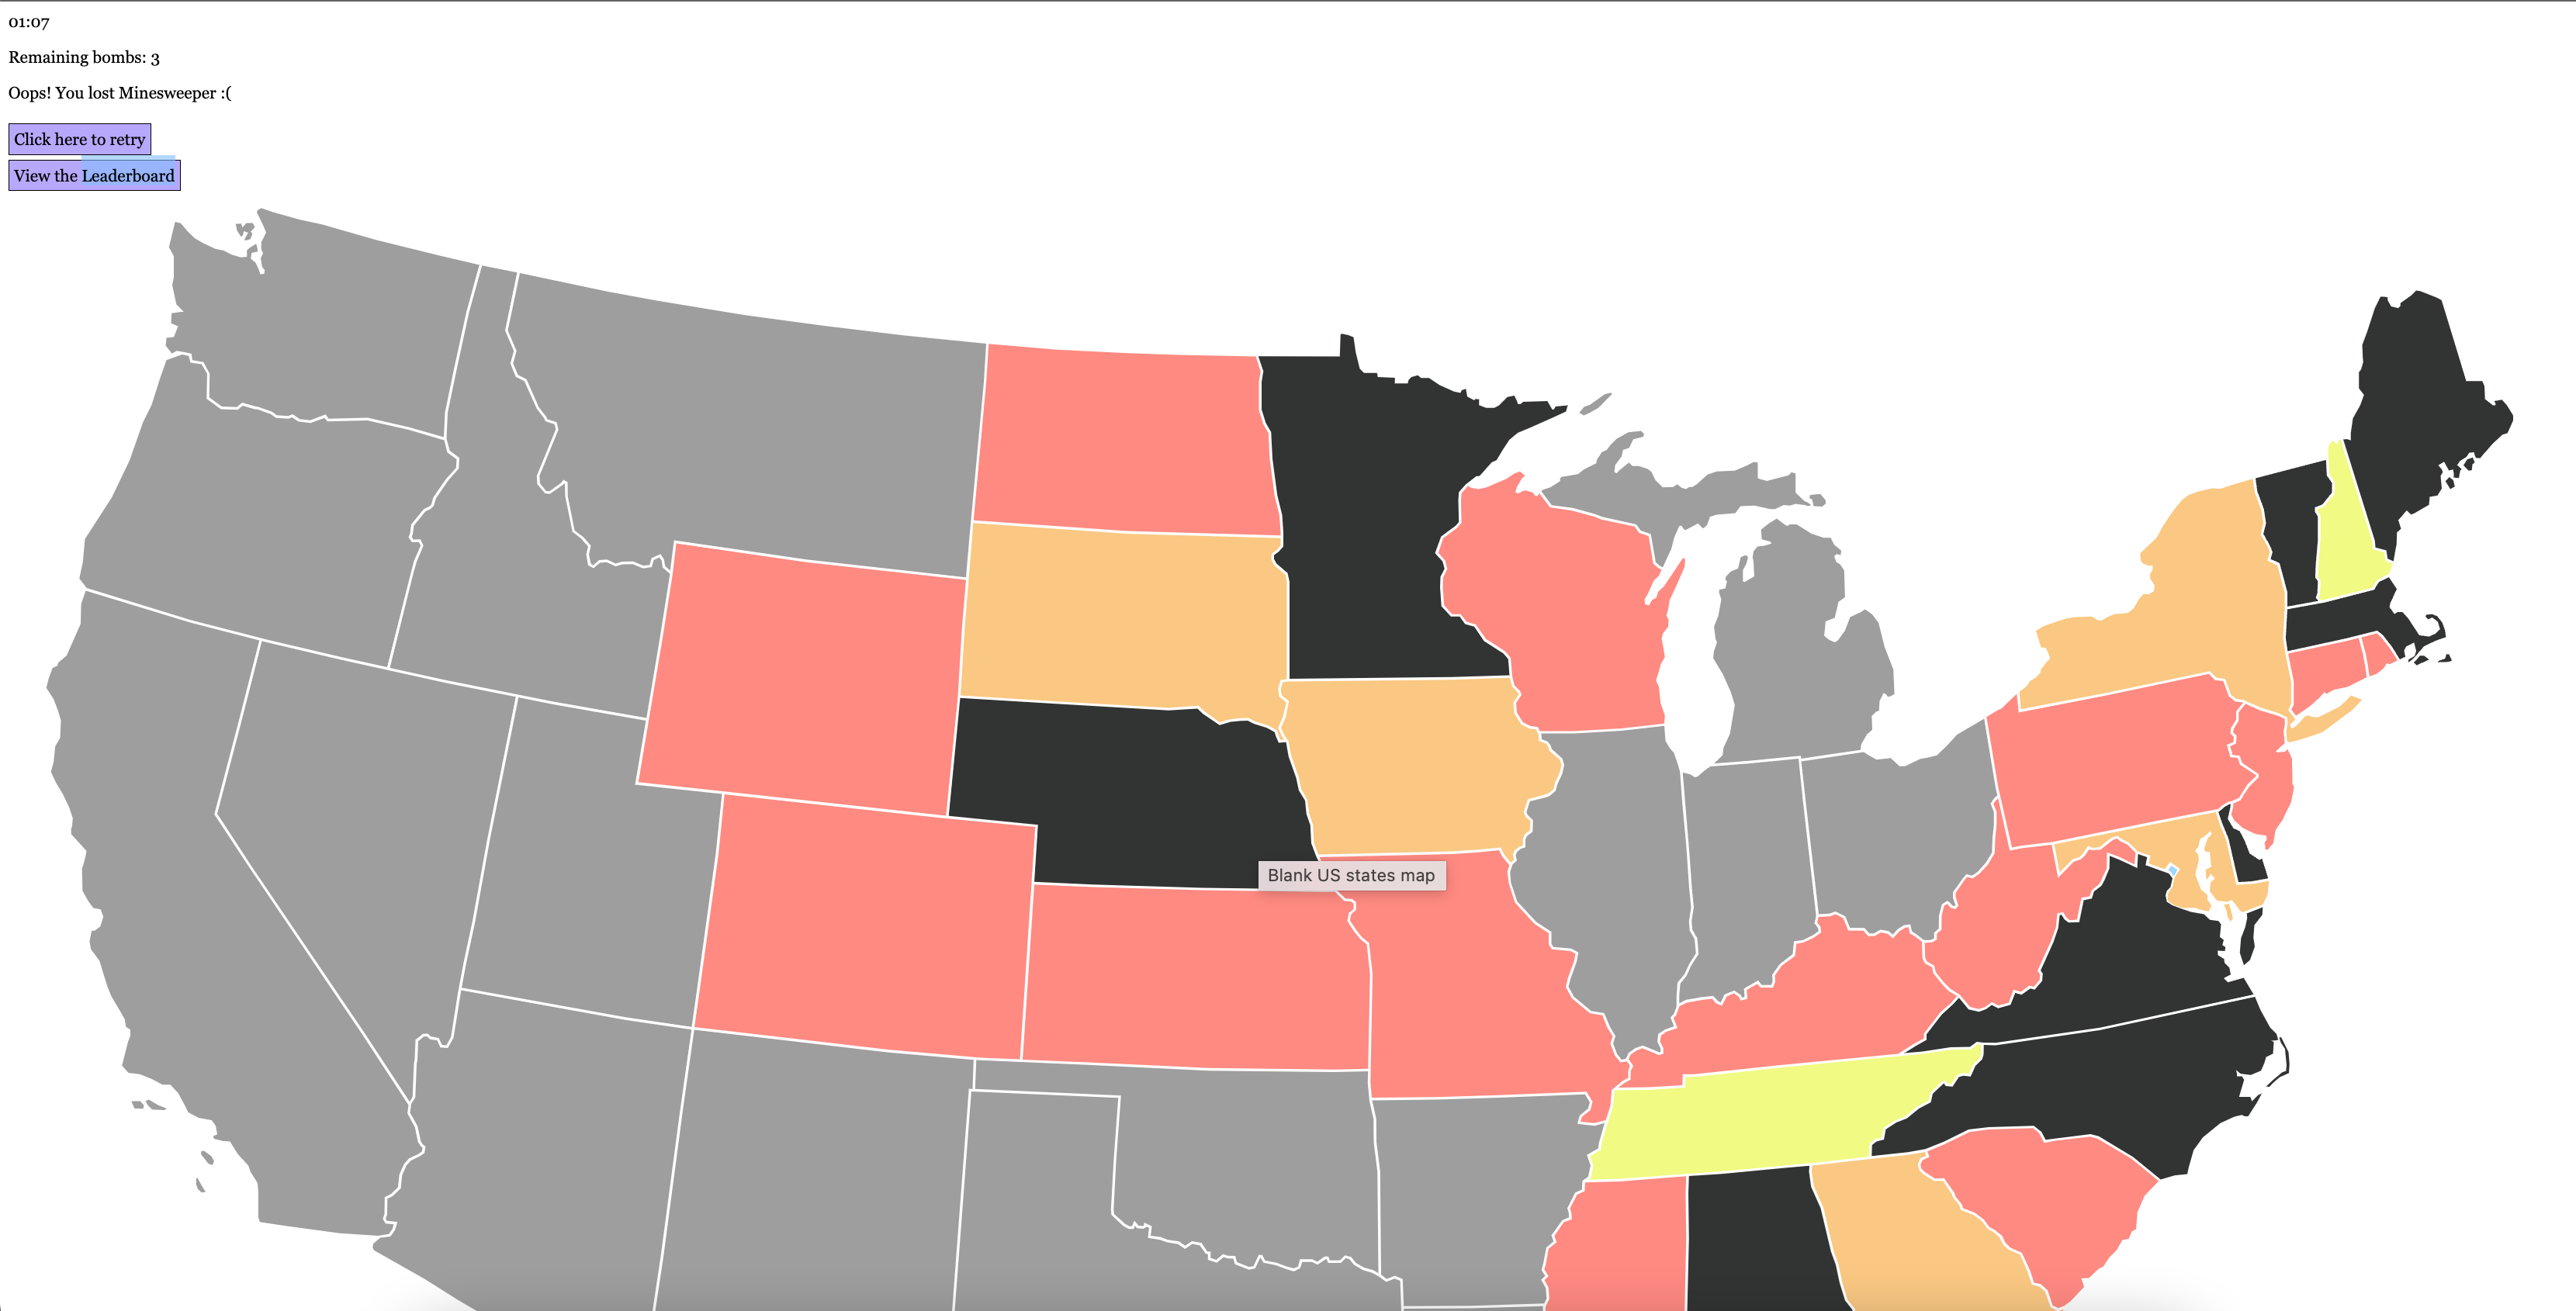 01:07
Remaining bombs: 3
Oops! You lost Minesweeper :(
Click here to retry
View the Leaderboard
Blank US states map